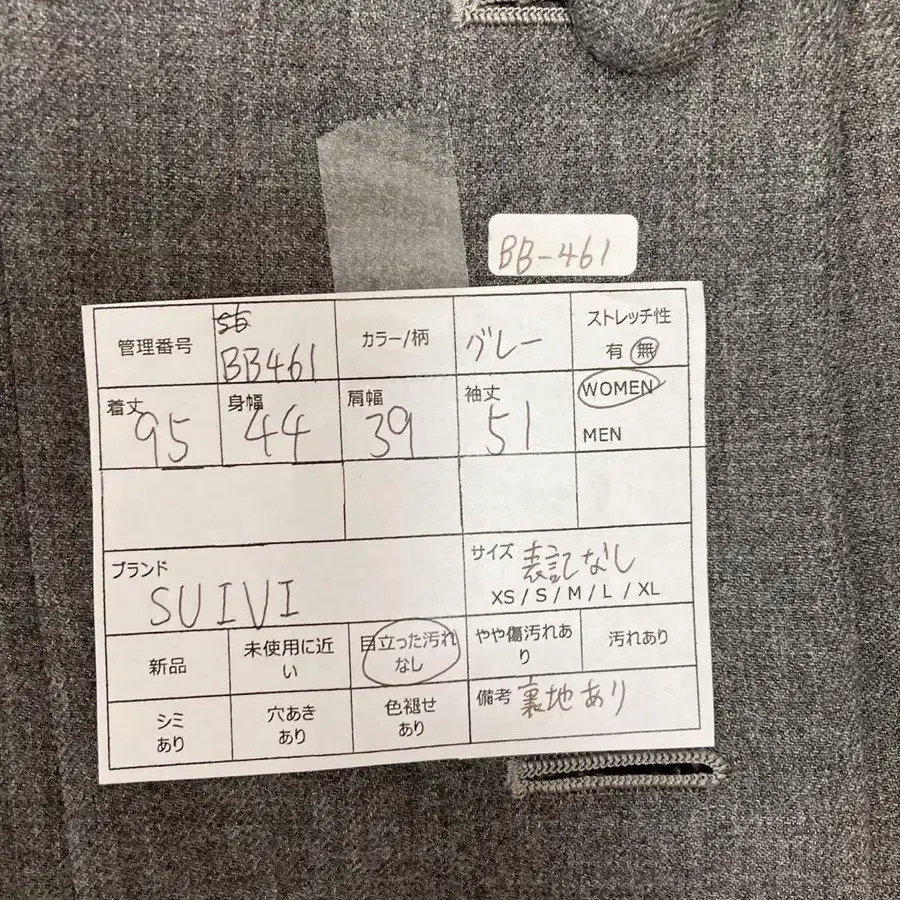 BB-461
管理番号
BB461
カラー/柄
グレー
ストレッチ性
有 無
着丈
95
身幅
44
肩幅
39
袖丈
51
WOMEN
MEN
ブランド
SUIVI
サイズ 表記なし
XS / S / M / L / XL
新品
未使用に近
い
目立った汚れ
なし
やや傷汚れあ
り
汚れあり
シミ
あり
穴あき
あり
色褪せ
あり
備考 裏地あり